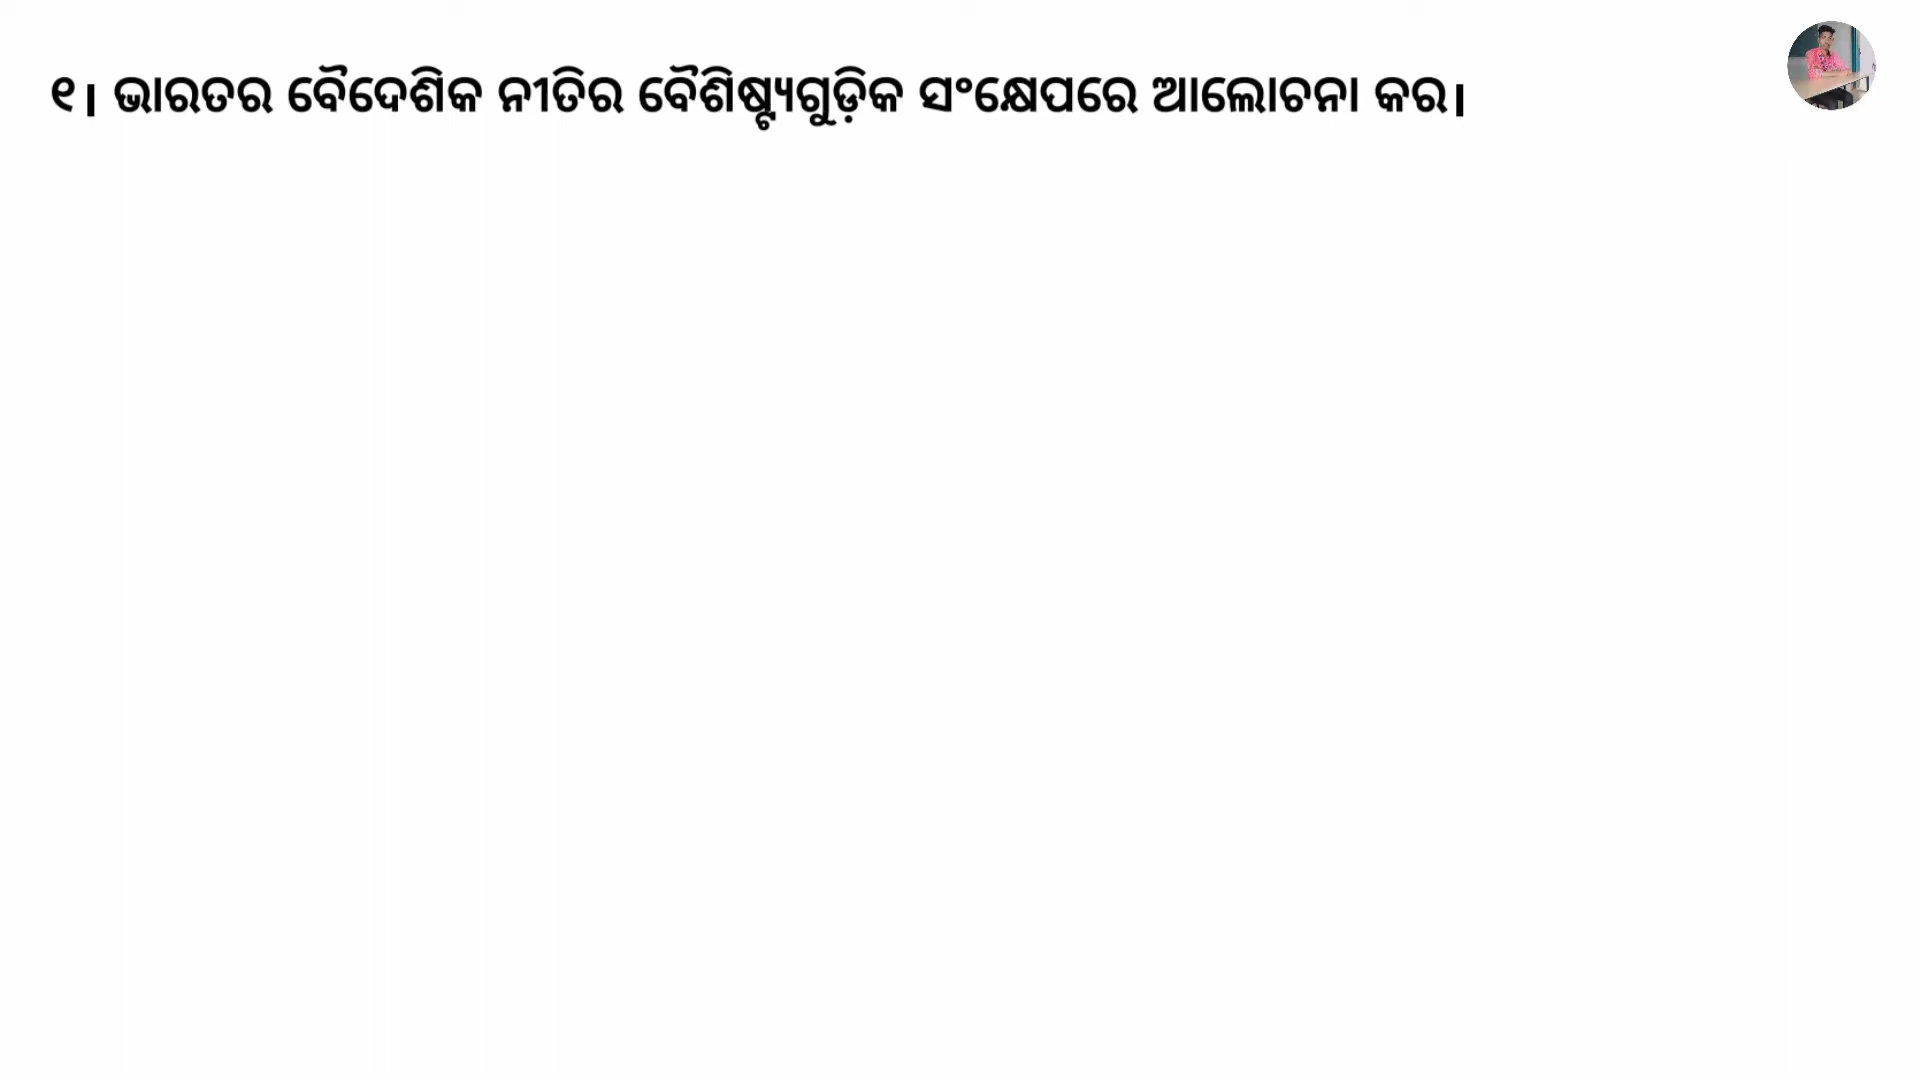 ୧। ଭାରତର ବୈଦେଶିକ ନୀତିର ବୈଶିଷ୍ଟ୍ୟଗୁଡ଼ିକ ସଂକ୍ଷେପରେ ଆଲୋଚନା କର।